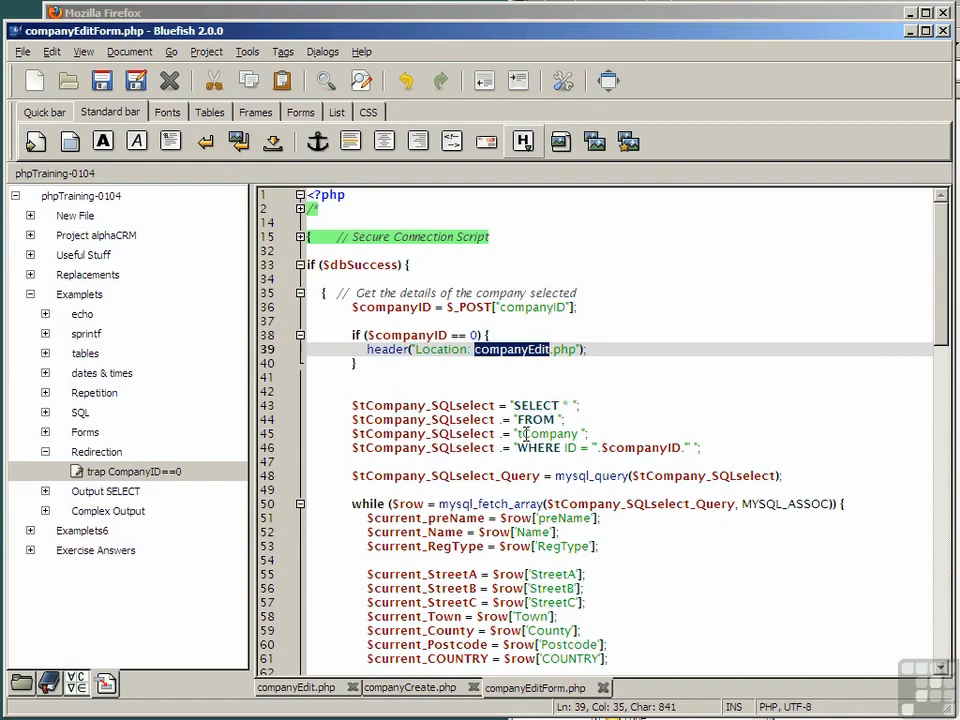 Mozilla Firefox
companyEditForm.php - Bluefish 2.0.0
File Edit View Document Go Project Tools Tags Dialogs Help
Quick bar Standard bar Fonts Tables Frames Forms List CSS
phpTraining-0104
phpTraining-0104
New File
Project alphaCRM
Useful Stuff
Replacements
Examplets
echo
sprintf
tables
dates & times
Repetition
SQL
Forms
Redirection
trap CompanyID==0
Output SELECT
Complex Output
Examples6
Exercise Answers
1 <?php
2 /*
14
15 { // Secure Connection Script
32
33 if ($dbSuccess) {
34
35 { // Get the details of the company selected
36 $companyID = $_POST["companyID"];
37
38 if ($companyID == 0) {
39 header("Location: companyEdit.php");
40 }
41
42
43 $tCompany_SQLselect = "SELECT * ";
44 $tCompany_SQLselect .= "FROM ";
45 $tCompany_SQLselect .= "tCompany ";
46 $tCompany_SQLselect .= "WHERE ID = '".$companyID."' ";
47
48 $tCompany_SQLselect_Query = mysql_query($tCompany_SQLselect);
49
50 while ($row = mysql_fetch_array($tCompany_SQLselect_Query, MYSQL_ASSOC)) {
51 $current_preName = $row['preName'];
52 $current_Name = $row['Name'];
53 $current_RegType = $row['RegType'];
54
55 $current_StreetA = $row['StreetA'];
56 $current_StreetB = $row['StreetB'];
57 $current_StreetC = $row['StreetC'];
58 $current_Town = $row['Town'];
59 $current_County = $row['County'];
60 $current_Postcode = $row['Postcode'];
61 $current_COUNTRY = $row['COUNTRY'];
62
companyEdit.php companyCreate.php companyEditForm.php
Ln: 39, Col: 35, Char: 841 INS PHP, UTF-8